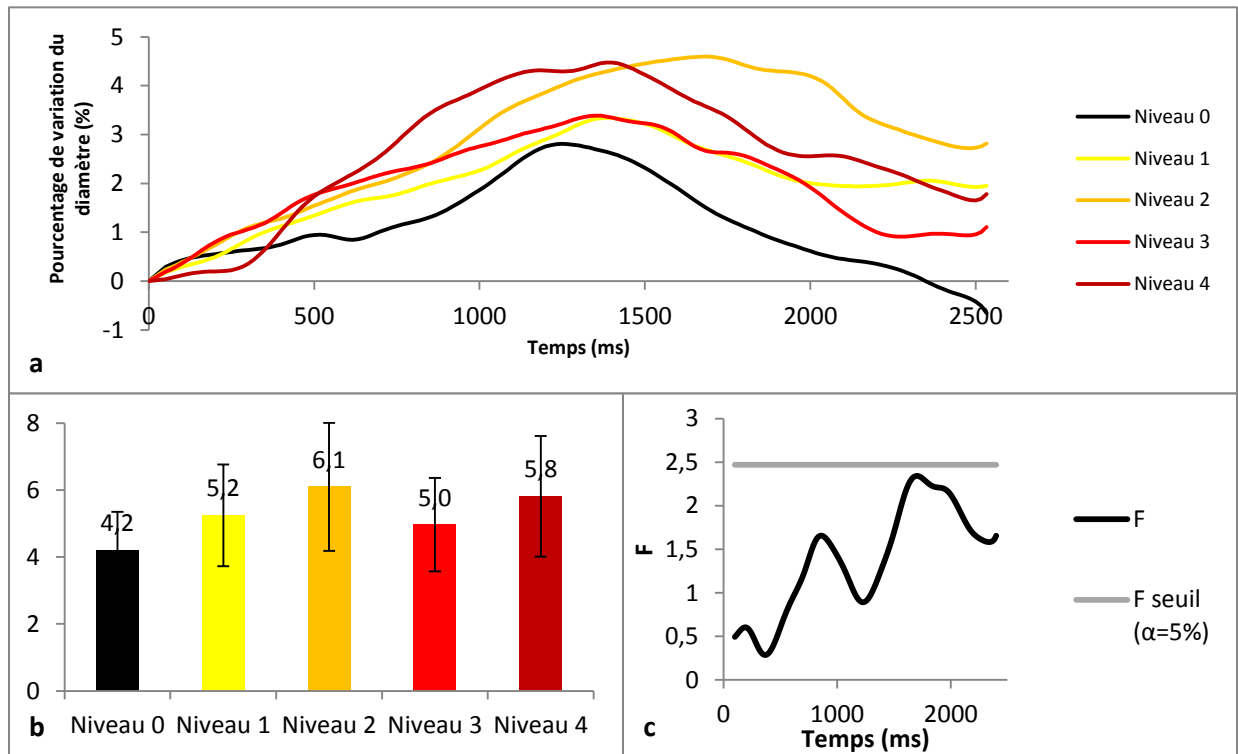 Pourcentage de variation du
diamètre (%)
5
4
3
2
1
0
-1
0 500 1000 1500 2000 2500
Temps (ms)
Niveau 0
Niveau 1
Niveau 2
Niveau 3
Niveau 4
a
8
6
4
2
0
4,2
5,2
6,1
5,0
5,8
Niveau 0 Niveau 1 Niveau 2 Niveau 3 Niveau 4
b
3
2,5
2
1,5
1
0,5
0
F
0 1000 2000
Temps (ms)
F
F seuil
(α=5%)
c